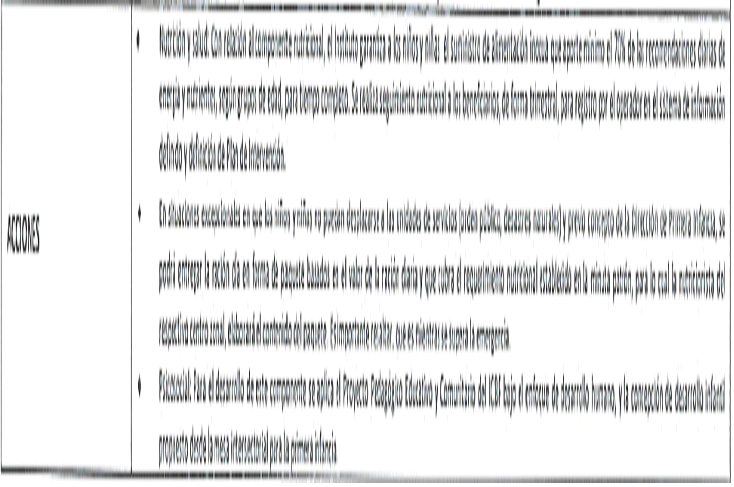 Nutrición y salud: Con relación al componente nutricional, el Instituto garantiza a los niños y niñas el suministro de alimentación inocua que aporte mínimo el 70% de las recomendaciones diarias de
energía y nutrientes, según grupos de edad, para tiempo completo. Se realiza seguimiento nutricional a los beneficiarios, de forma trimestral, para registro por el operador en el sistema de información
definido y definición de Plan de Intervención.
En situaciones excepcionales en que los niños y niñas no puedan desplazarse a las unidades de servicios (orden público, desastres naturales) y previo concepto de la Dirección de Primera Infancia, se
ACCIONES
podrá entregar la ración día en forma de paquete basados en el valor de la ración diaria y que cubra el requerimiento nutricional establecido en la minuta patrón, para lo cual la nutricionista del
respectivo centro zonal, elaborará el contenido del paquete. Es importante resaltar, que es mientras se supera la emergencia.
Psicosocial: Para el desarrollo de este componente se aplica el Proyecto Pedagógico Educativo y Comunitario del ICBF bajo el enfoque de desarrollo humano, y la concepción de desarrollo infantil
propuesto desde la mesa intersectorial para la primera infancia